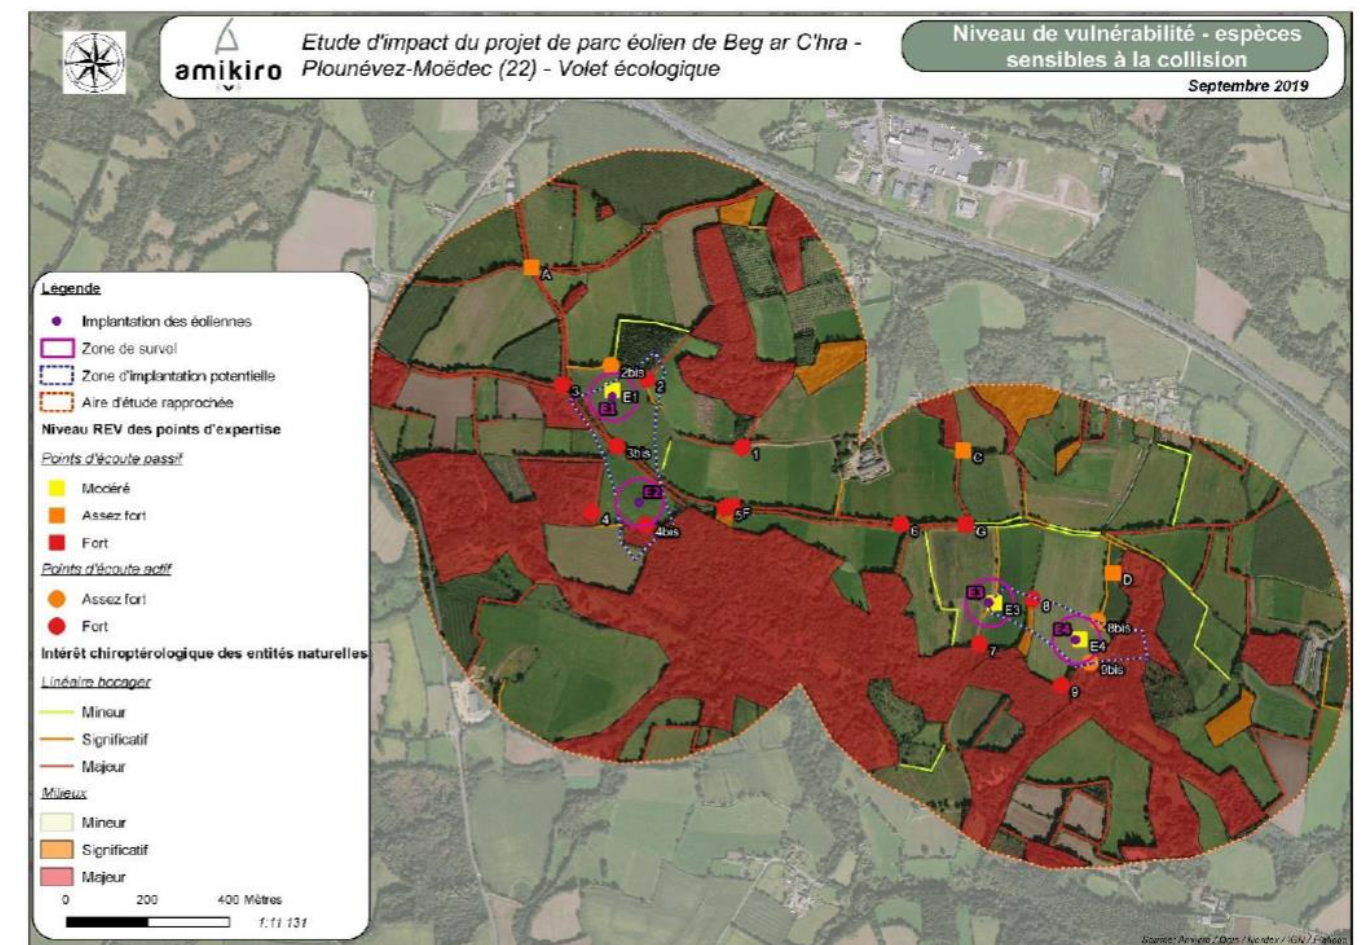 amikiro
Etude d'impact du projet de parc éolien de Beg ar C'hra -
Plounévez-Moëdec (22) - Volet écologique
Niveau de vulnérabilité - espèces
sensibles à la collision
Septembre 2019
Légende
Implantation des éoliennes
Zone de survol
Zone d'implantation potentielle
Aire d'étude rapprochée
Niveau REV des points d'expertise
Points d'écoute passif
Modéré
Assez fort
Fort
Points d'écoute actif
Assez fort
Fort
Intérêt chiroptérologique des entités naturelles
Linéaire bocager
Mineur
Significatif
Majeur
Milieux
Mineur
Significatif
Majeur
0 200 400 Mètres
1:11 131
A
2bis
2
3
E1
E1
3bis
1
C
E2
4
4bis
5F
6
G
D
E3
E3
8
8bis
E4
E4
7
9bis
9